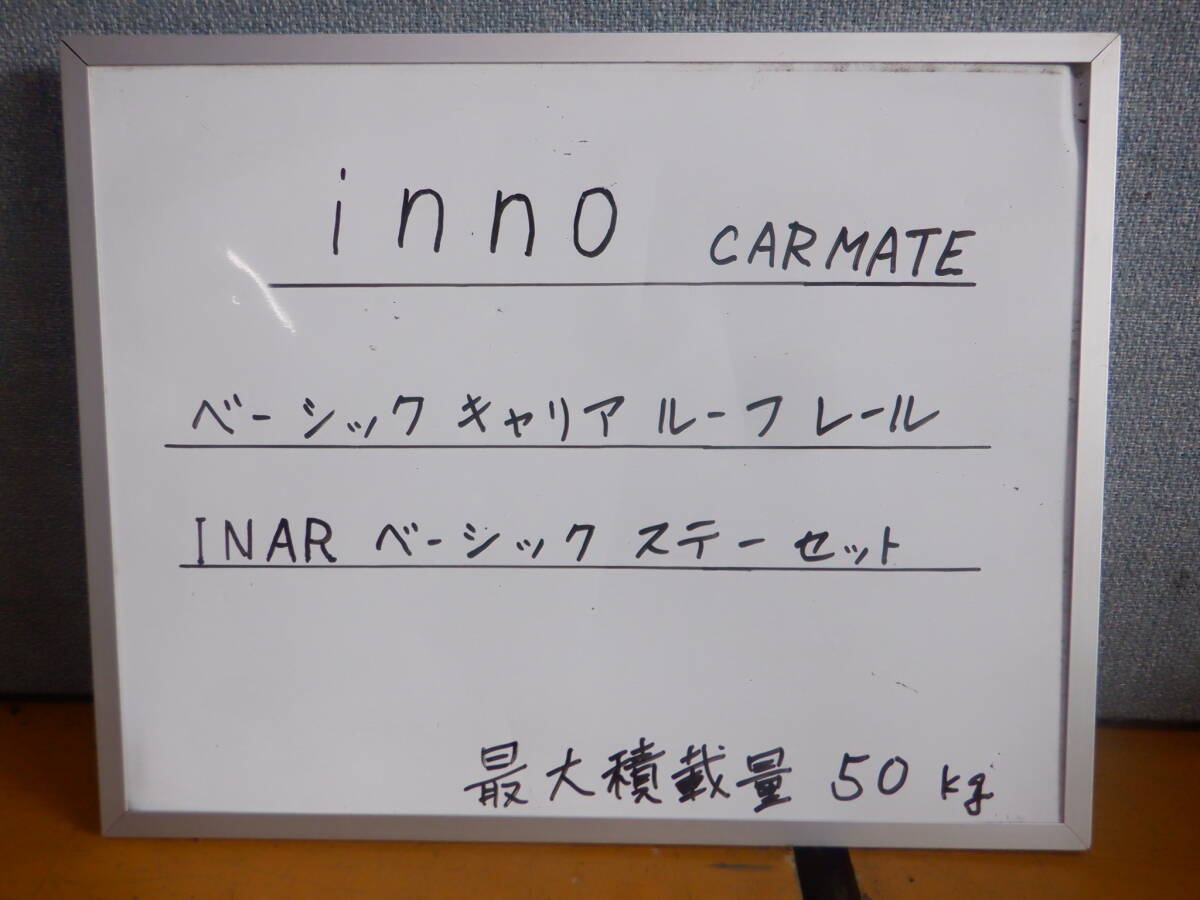 inno CARMATE
ベーシック キャリア ルーフ レール
INAR ベーシック ステー セット
最大積載量 50 kg